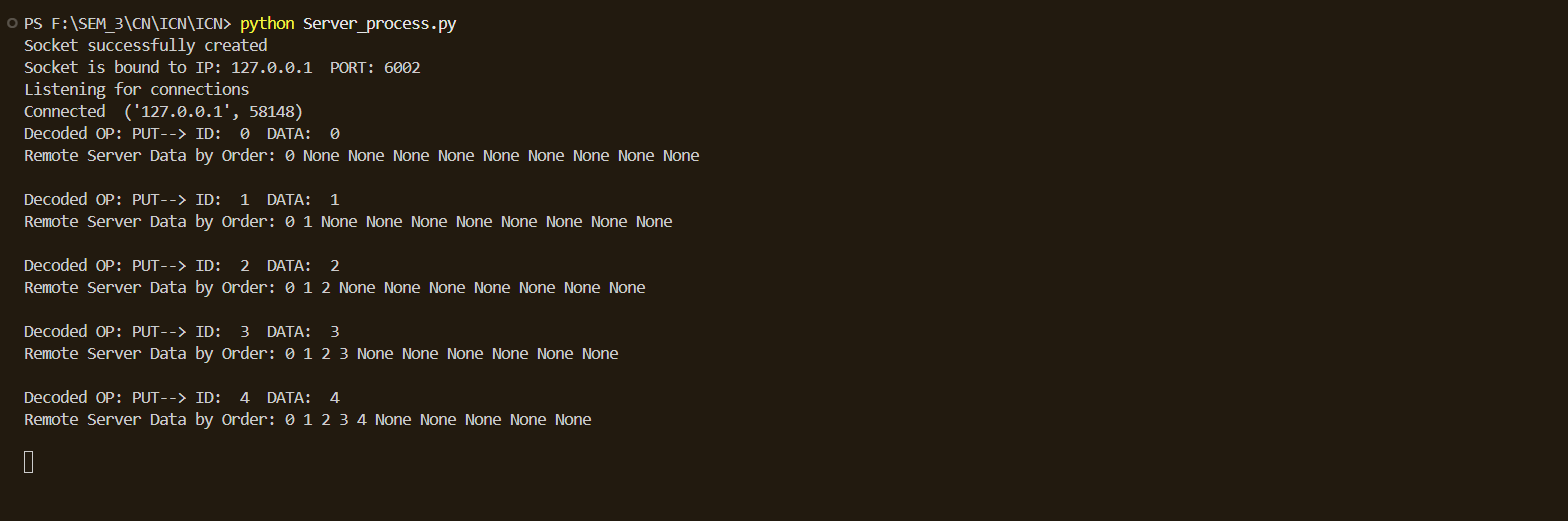 PS F:\SEM_3\CN\ICN\ICN> python Server_process.py
Socket successfully created
Socket is bound to IP: 127.0.0.1  PORT: 6002
Listening for connections
Connected  ('127.0.0.1', 58148)
Decoded OP: PUT--> ID:  0  DATA:  0
Remote Server Data by Order: 0 None None None None None None None None None
Decoded OP: PUT--> ID:  1  DATA:  1
Remote Server Data by Order: 0 1 None None None None None None None None
Decoded OP: PUT--> ID:  2  DATA:  2
Remote Server Data by Order: 0 1 2 None None None None None None None
Decoded OP: PUT--> ID:  3  DATA:  3
Remote Server Data by Order: 0 1 2 3 None None None None None None
Decoded OP: PUT--> ID:  4  DATA:  4
Remote Server Data by Order: 0 1 2 3 4 None None None None None